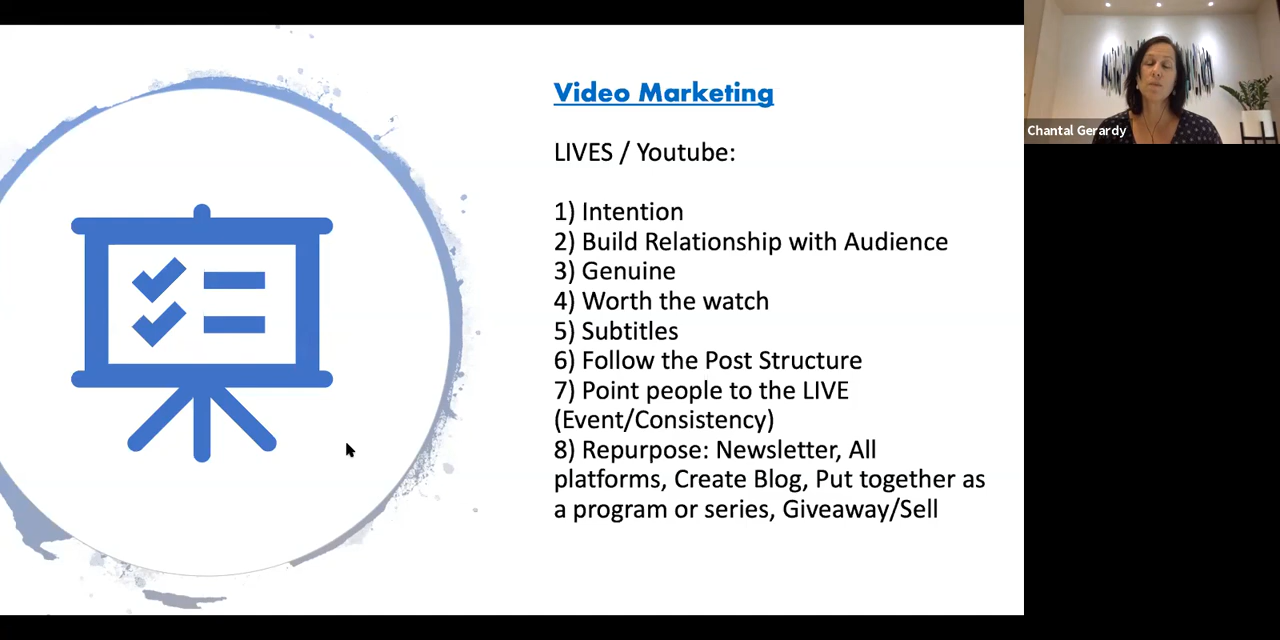 Video Marketing
LIVES / Youtube:
1) Intention
2) Build Relationship with Audience
3) Genuine
4) Worth the watch
5) Subtitles
6) Follow the Post Structure
7) Point people to the LIVE
(Event/Consistency)
8) Repurpose: Newsletter, All
platforms, Create Blog, Put together as
a program or series, Giveaway/Sell
Chantal Gerardy